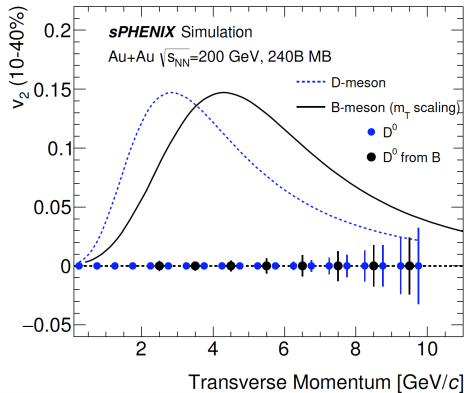 sPHENIX Simulation
Au+Au √sNN=200 GeV, 240B MB
D-meson
B-meson (mT scaling)
D0
D0 from B
v2 (10-40%)
0.2
0.15
0.1
0.05
0
−0.05
2
4
6
8
10
Transverse Momentum [GeV/c]